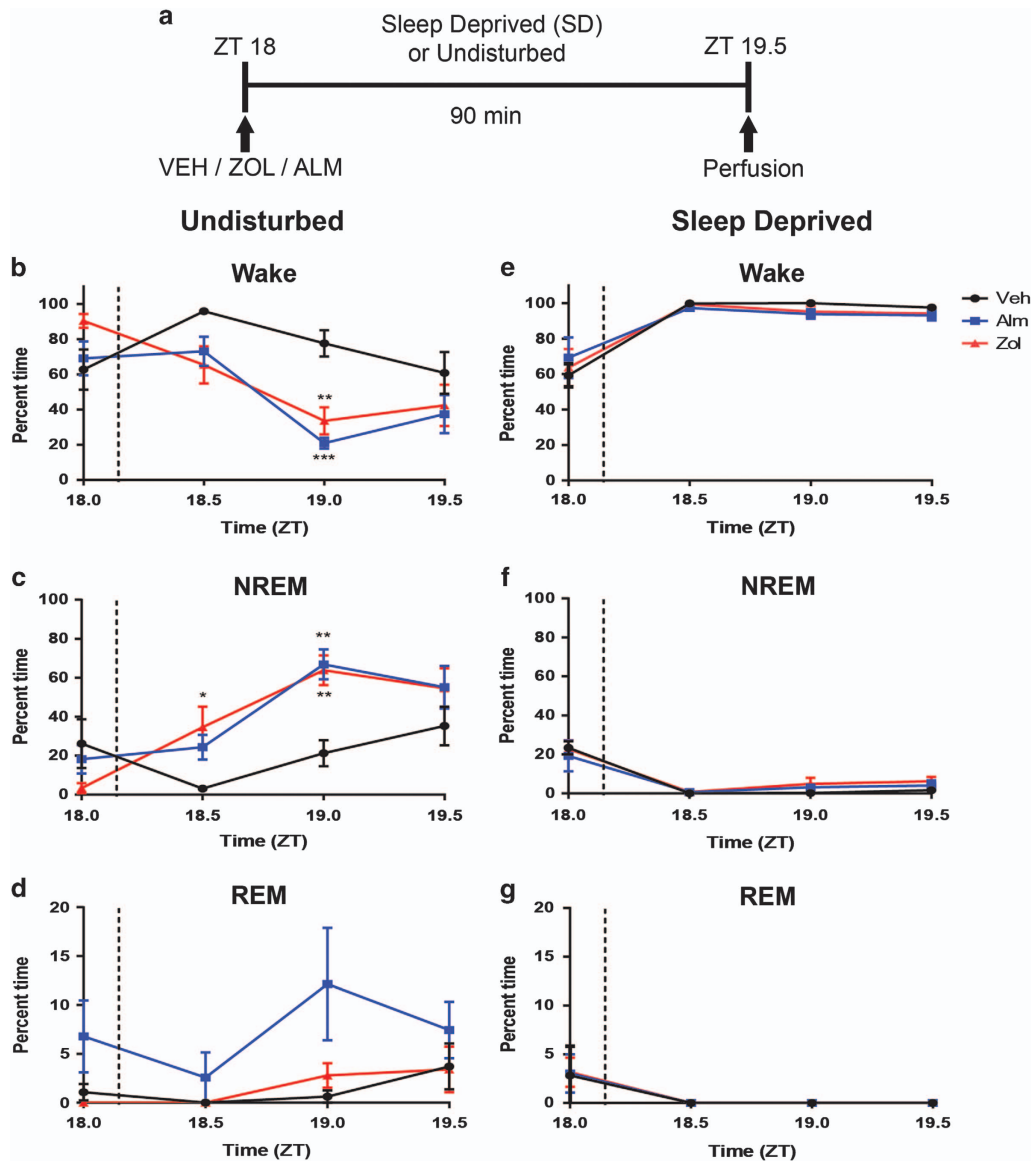 a
Sleep Deprived (SD)
or Undisturbed
ZT 18
ZT 19.5
90 min
VEH / ZOL / ALM
Perfusion
Undisturbed
Sleep Deprived
b
Wake
Percent time
100
80
60
40
20
0
**
***
18.0 18.5 19.0 19.5
Time (ZT)
e
Wake
Percent time
100
80
60
40
20
0
18.0 18.5 19.0 19.5
Time (ZT)
Veh
Alm
Zol
c
NREM
Percent time
100
80
60
40
20
0
*
**
**
18.0 18.5 19.0 19.5
Time (ZT)
f
NREM
Percent time
100
80
60
40
20
0
18.0 18.5 19.0 19.5
Time (ZT)
d
REM
Percent time
20
15
10
5
0
18.0 18.5 19.0 19.5
Time (ZT)
g
REM
Percent time
20
15
10
5
0
18.0 18.5 19.0 19.5
Time (ZT)